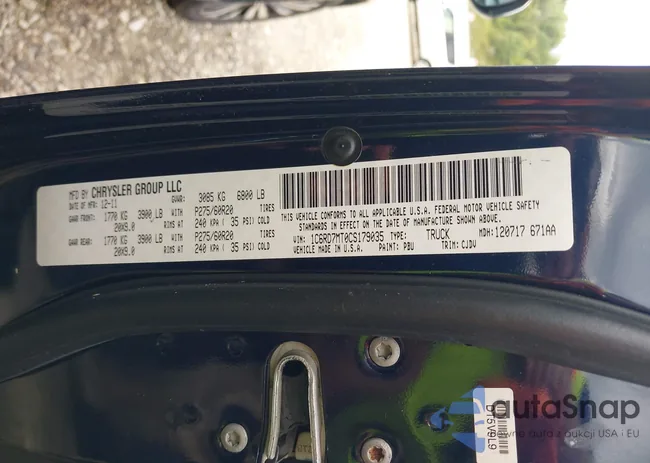 MFD BY CHRYSLER GROUP LLC
DATE OF MFR: 12-11 GVWR: 3085 KG 6800 LB
GAWR FRONT: 1770 KG 3900 LB WITH P275/60R20 TIRES
20X9.0 RIMS AT 240 KPA ( 35 PSI) COLD
GAWR REAR: 1770 KG 3900 LB WITH P275/60R20 TIRES
20X9.0 RIMS AT 240 KPA ( 35 PSI) COLD
THIS VEHICLE CONFORMS TO ALL APPLICABLE U.S.A. FEDERAL MOTOR VEHICLE SAFETY
STANDARDS IN EFFECT ON THE DATE OF MANUFACTURE SHOWN ABOVE.
VIN: 1C6RD7MT0CS179035 TYPE: TRUCK MDH: 120717 671AA
VEHICLE MADE IN U.S.A. PAINT: PBU TRIM: CJDV
autoSnap